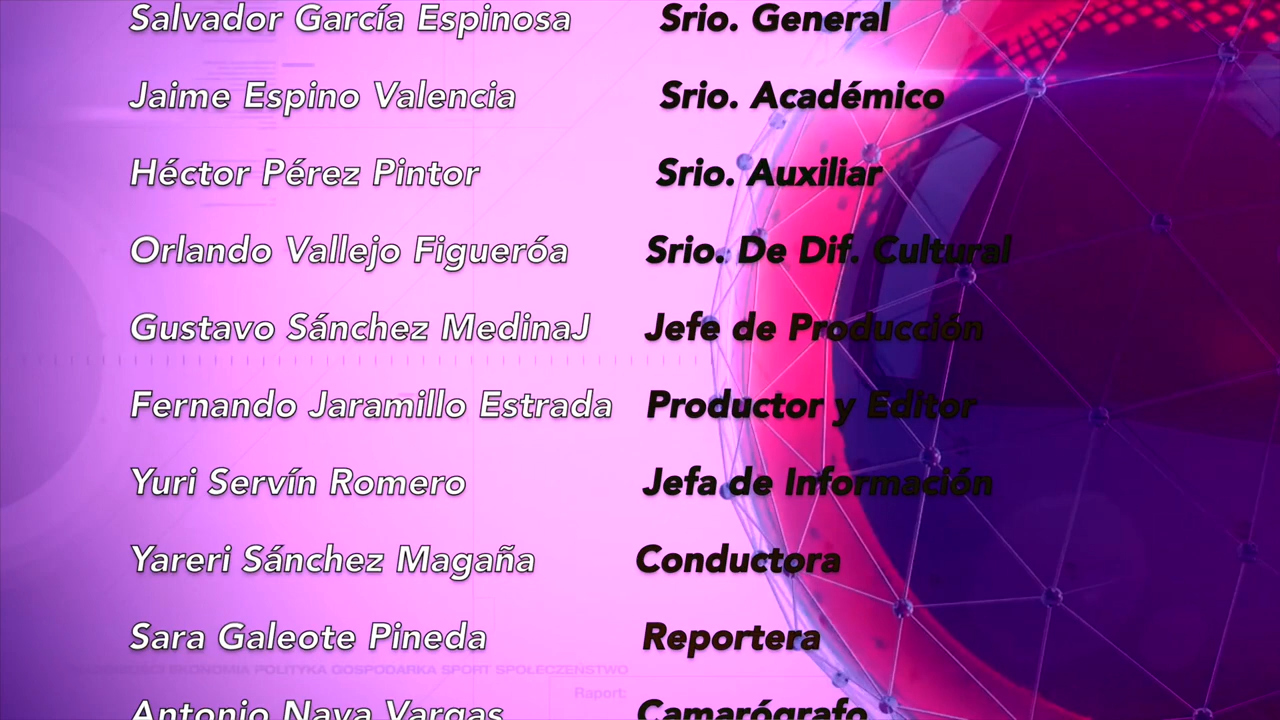 Salvador García Espinosa Srio. General
Jaime Espino Valencia Srio. Académico
Héctor Pérez Pintor Srio. Auxiliar
Orlando Vallejo Figueróa Srio. De Dif. Cultural
Gustavo Sánchez MedinaJ Jefe de Producción
Fernando Jaramillo Estrada Productor y Editor
Yuri Servín Romero Jefa de Información
Yareri Sánchez Magaña Conductora
Sara Galeote Pineda Reportera
EKONOMIA POLITYKA GOSPODARKA SPORT SPOŁECZEŃSTWO
Raport:
Antonio Nava Vargas Camarógrafo